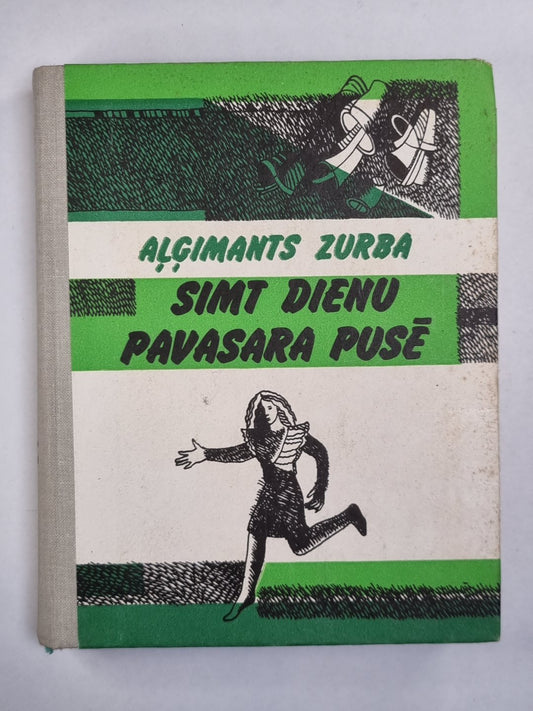 AĻĢIMANTS ZURBA
SIMT DIENU
PAVASARA PUSĒ